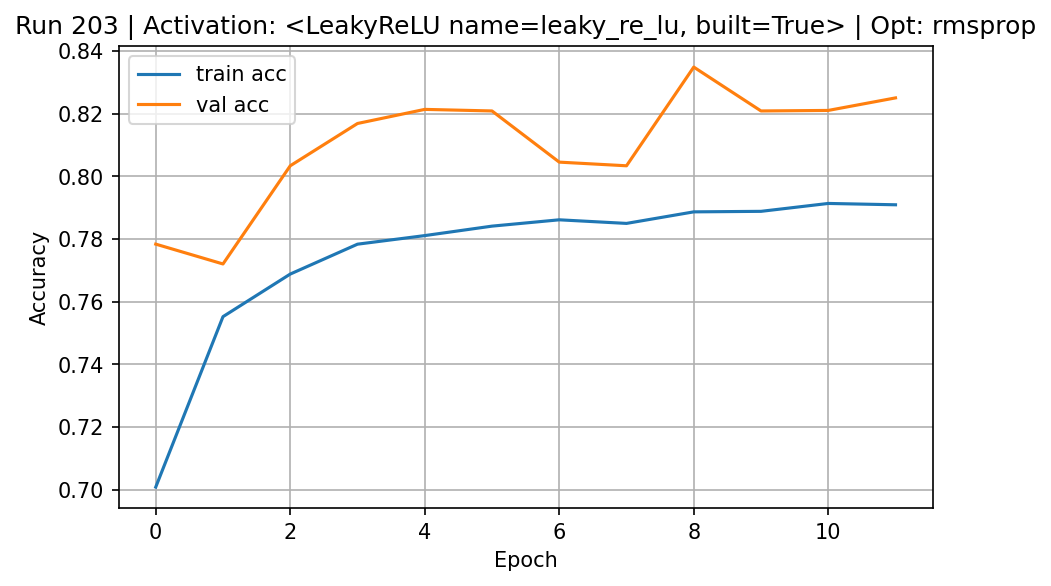 Run 203 | Activation: <LeakyReLU name=leaky_re_lu, built=True> | Opt: rmsprop
train acc
val acc
Accuracy
0.84
0.82
0.80
0.78
0.76
0.74
0.72
0.70
0 2 4 6 8 10
Epoch